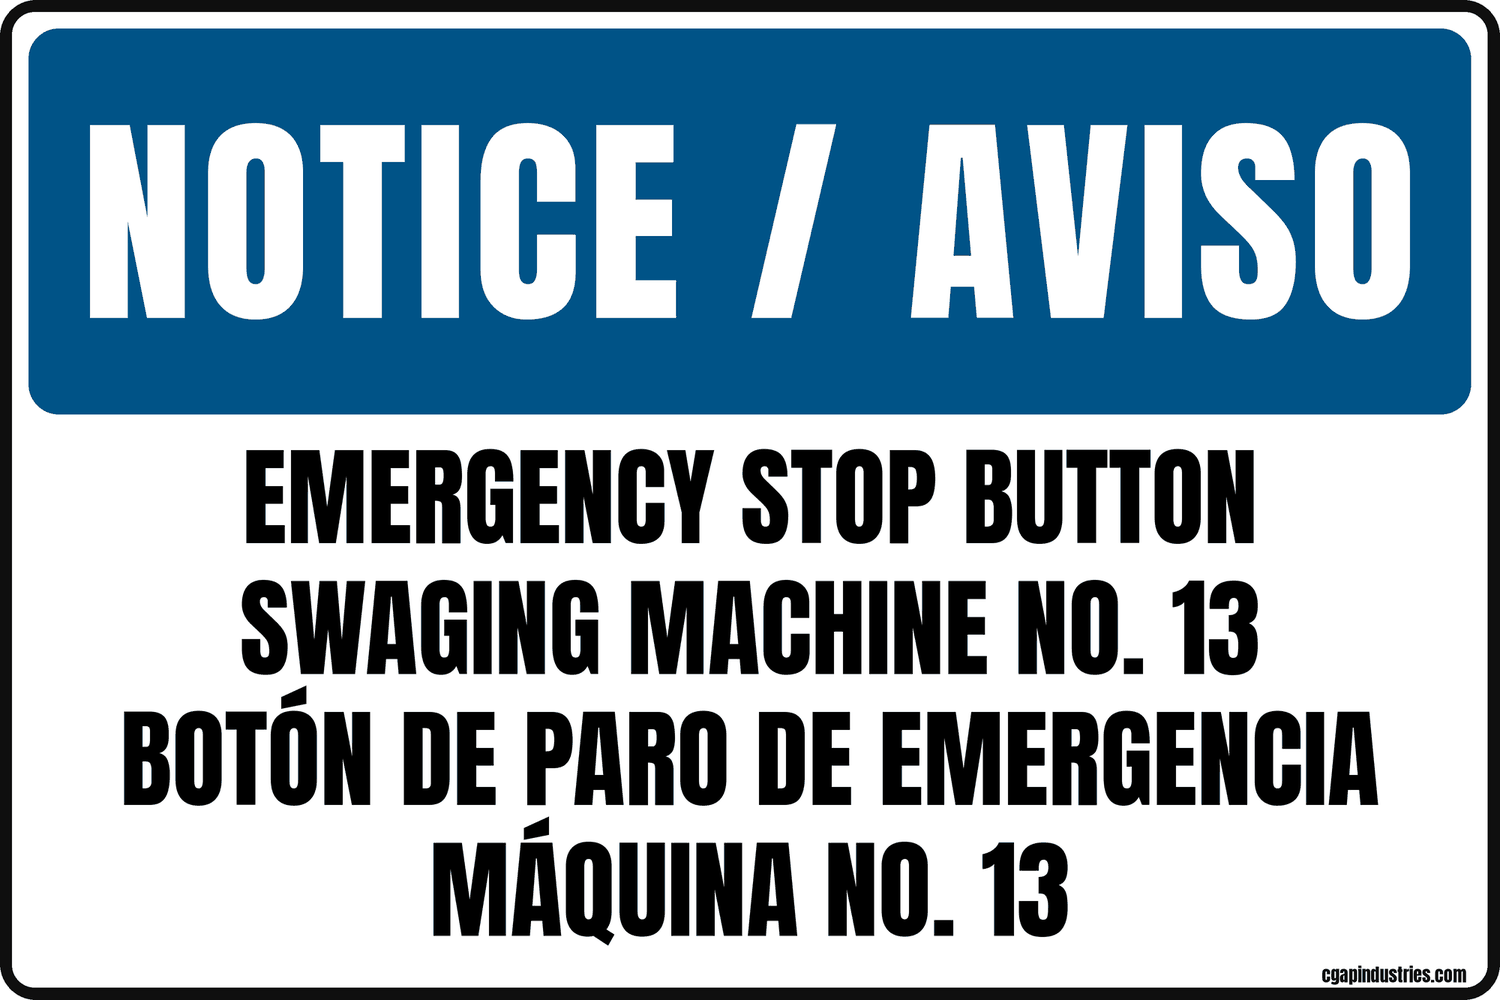 NOTICE / AVISO
EMERGENCY STOP BUTTON
SWAGING MACHINE NO. 13
BOTÓN DE PARO DE EMERGENCIA
MÁQUINA NO. 13
cgapindustries.com